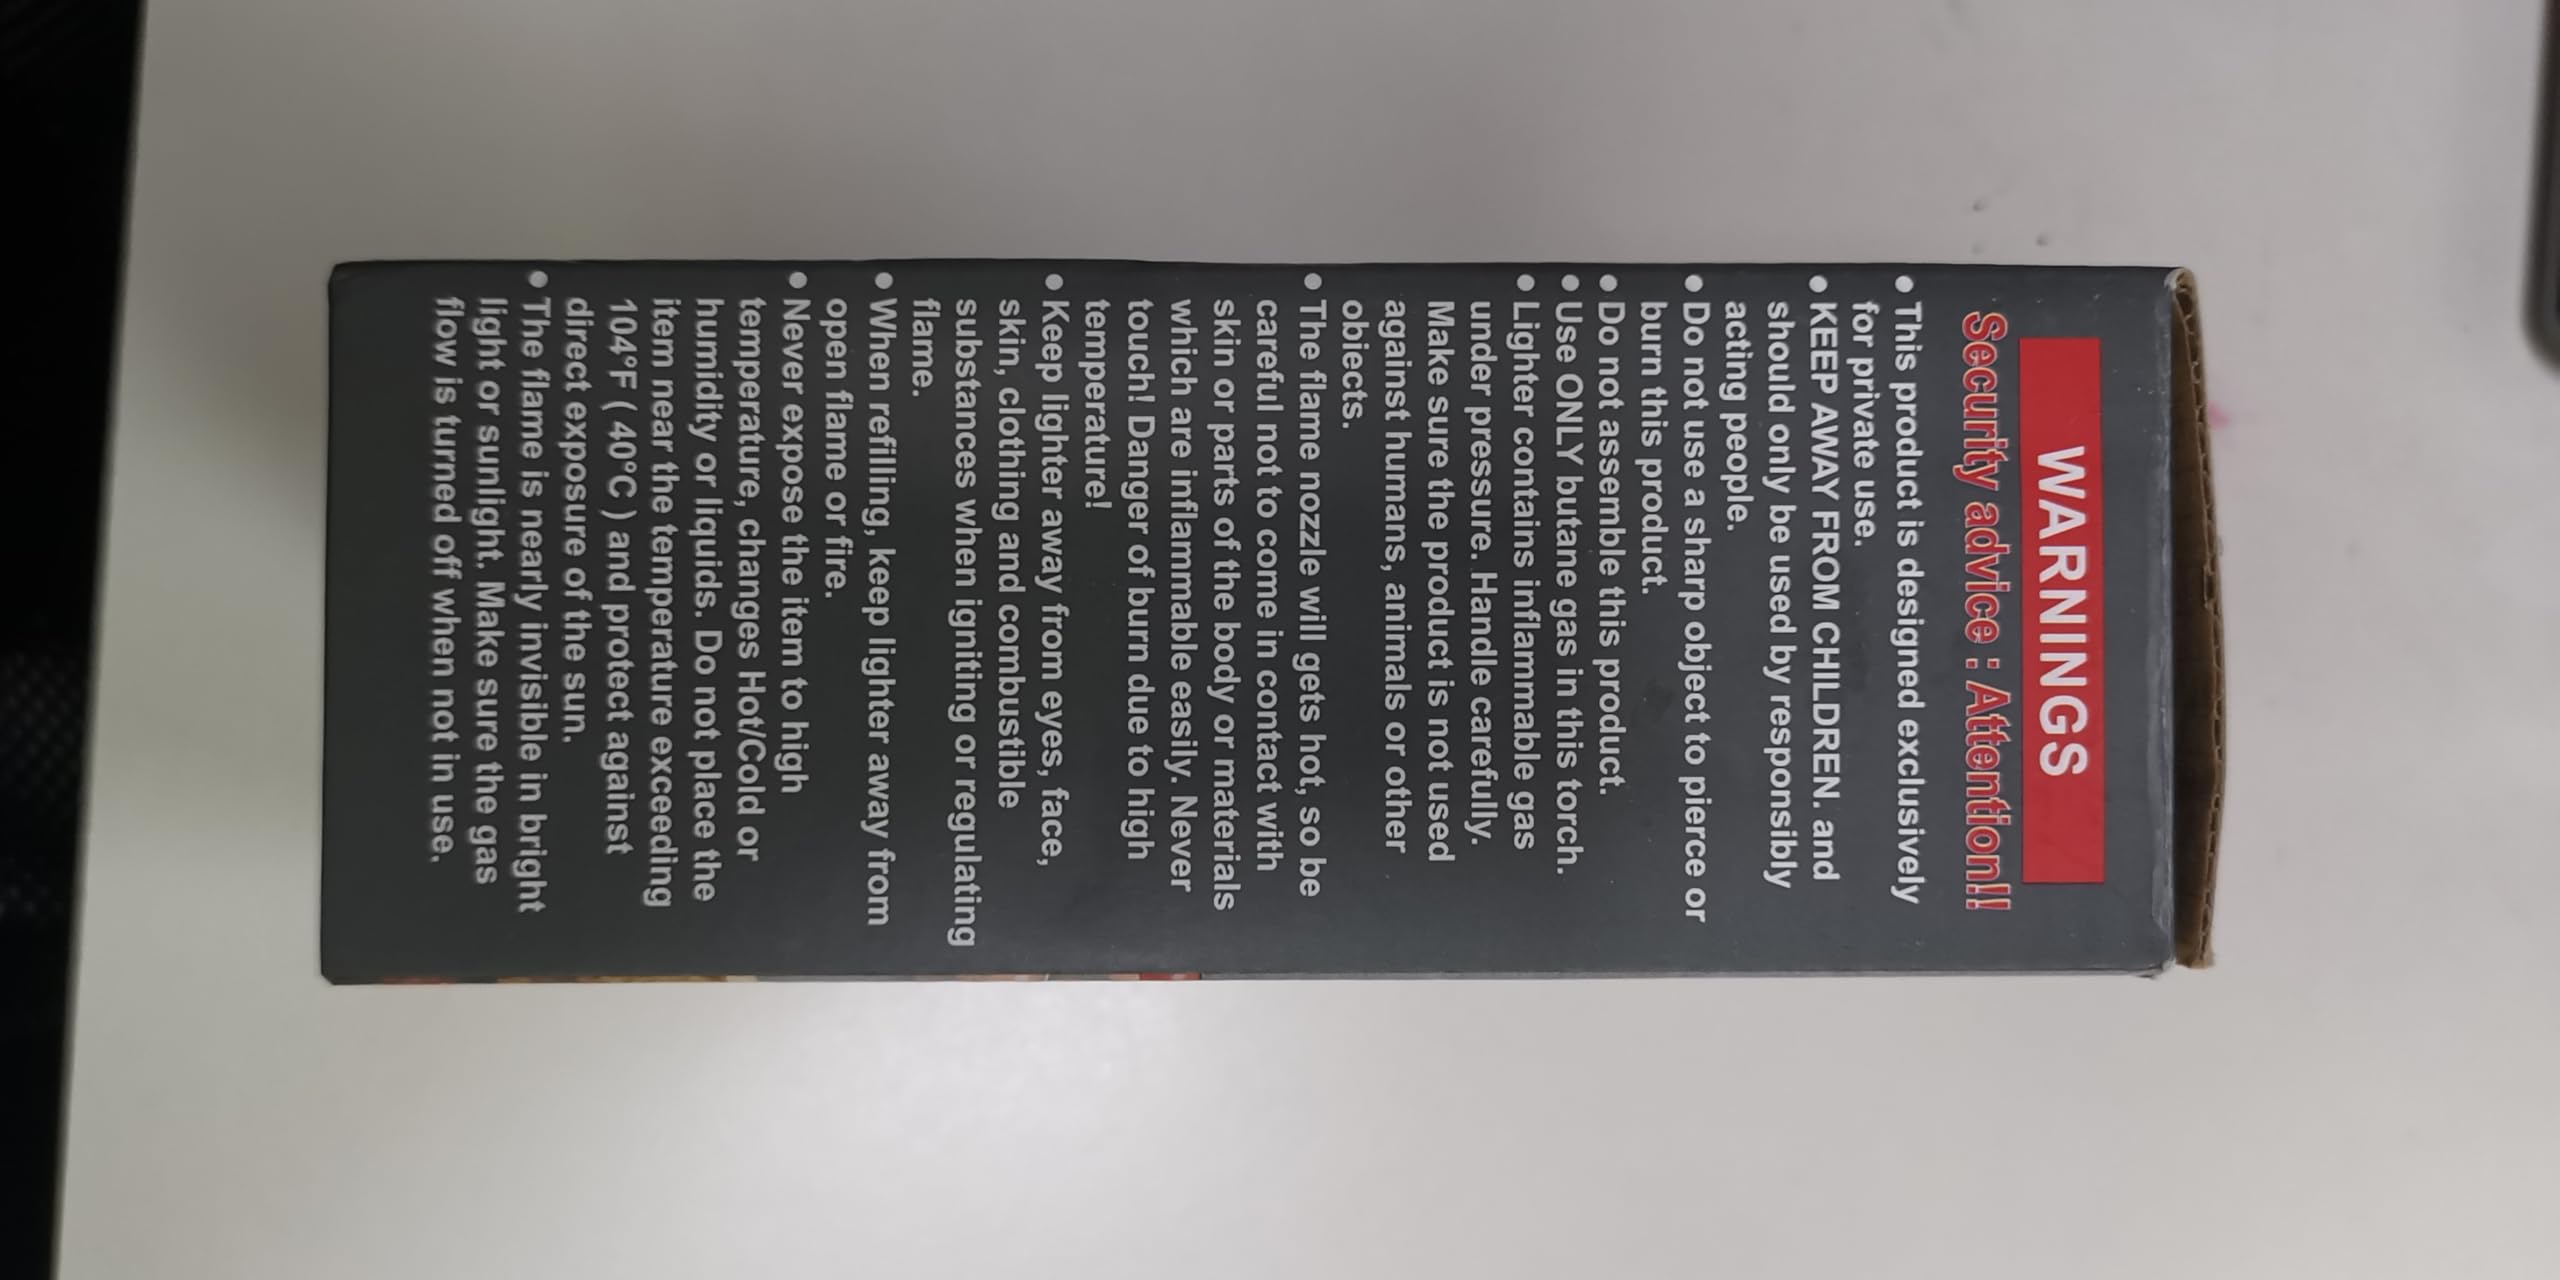 WARNINGS
Security advice : Attention!!
● This product is designed exclusively
for private use.
● KEEP AWAY FROM CHILDREN. and
should only be used by responsibly
acting people.
● Do not use a sharp object to pierce or
burn this product.
● Do not assemble this product.
● Use ONLY butane gas in this torch.
● Lighter contains inflammable gas
under pressure. Handle carefully.
Make sure the product is not used
against humans, animals or other
objects.
● The flame nozzle will gets hot, so be
careful not to come in contact with
skin or parts of the body or materials
which are inflammable easily. Never
touch! Danger of burn due to high
temperature!
● Keep lighter away from eyes, face,
skin, clothing and combustible
substances when igniting or regulating
flame.
● When refilling, keep lighter away from
open flame or fire.
● Never expose the item to high
temperature, changes Hot/Cold or
humidity or liquids. Do not place the
item near the temperature exceeding
104°F ( 40°C ) and protect against
direct exposure of the sun.
● The flame is nearly invisible in bright
light or sunlight. Make sure the gas
flow is turned off when not in use.